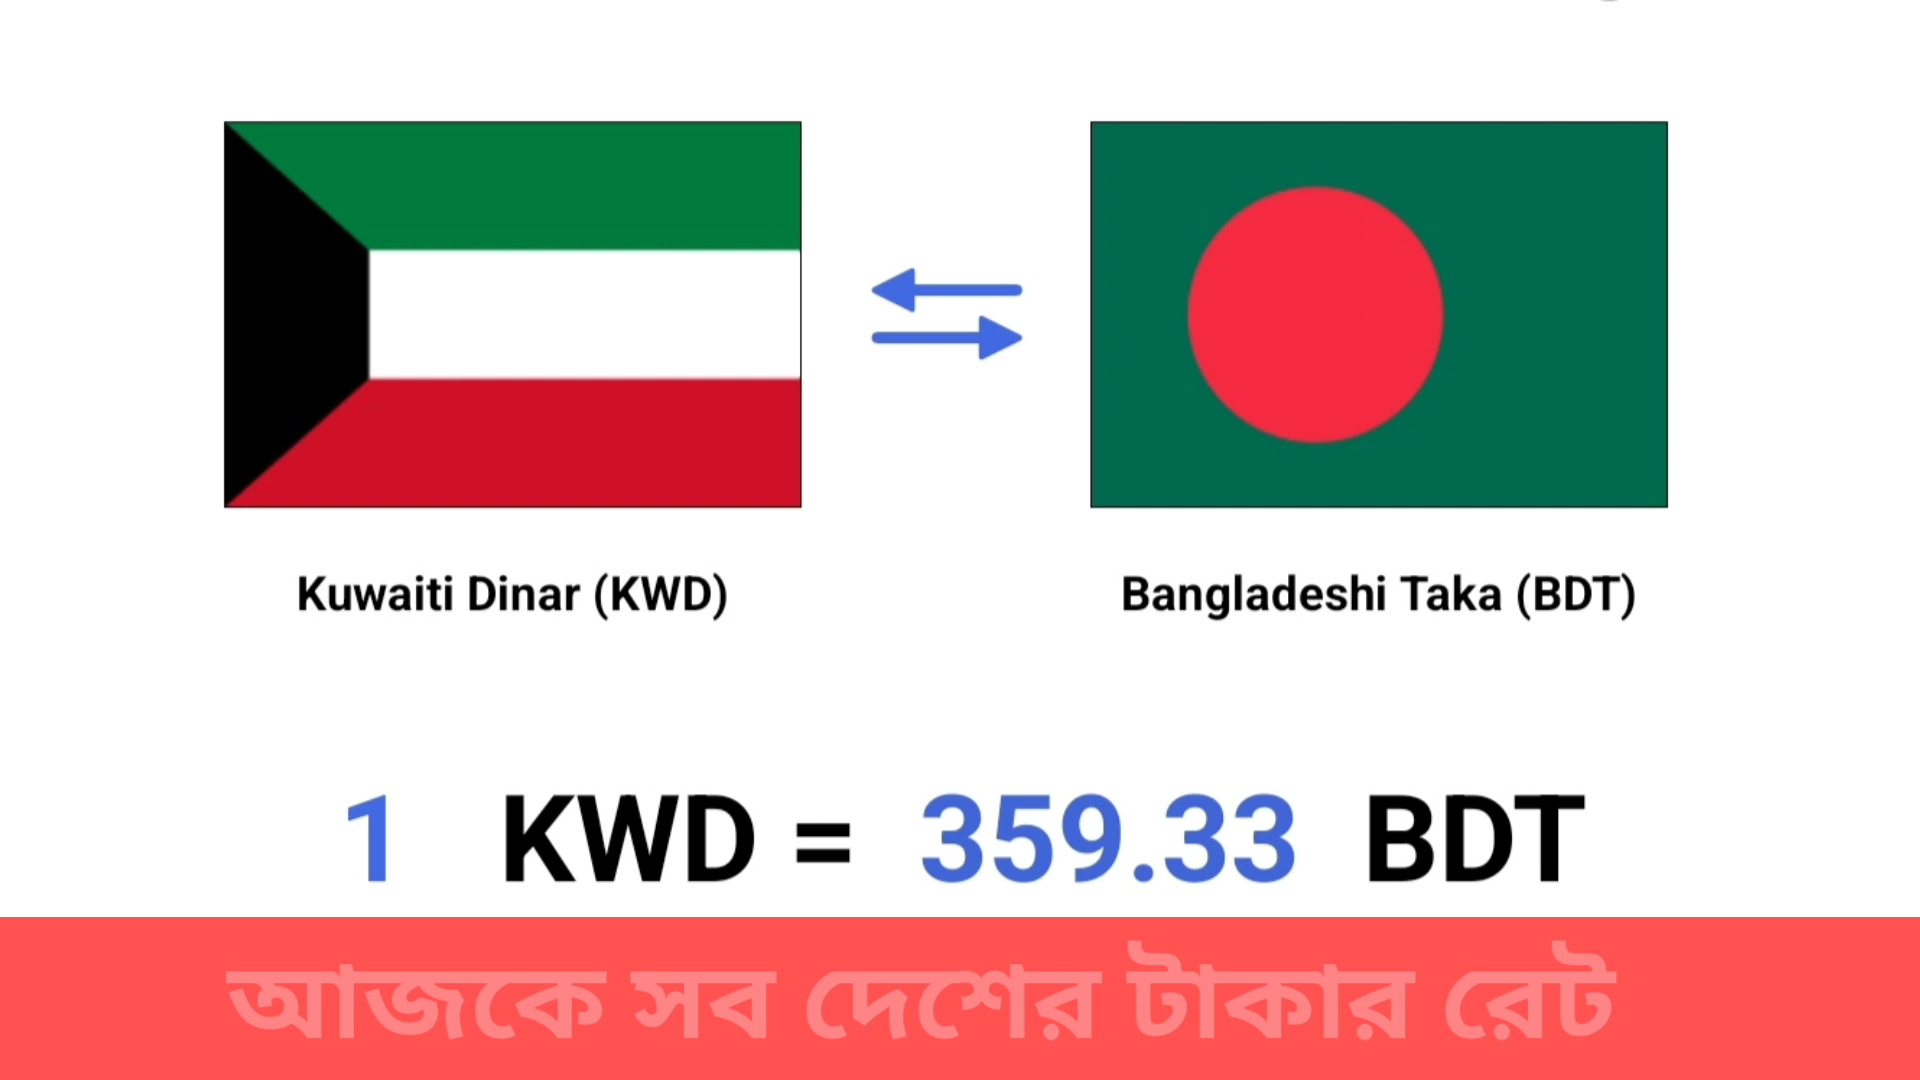 Kuwaiti Dinar (KWD)
Bangladeshi Taka (BDT)
1 KWD = 359.33 BDT
আজকে সব দেশের টাকার রেট